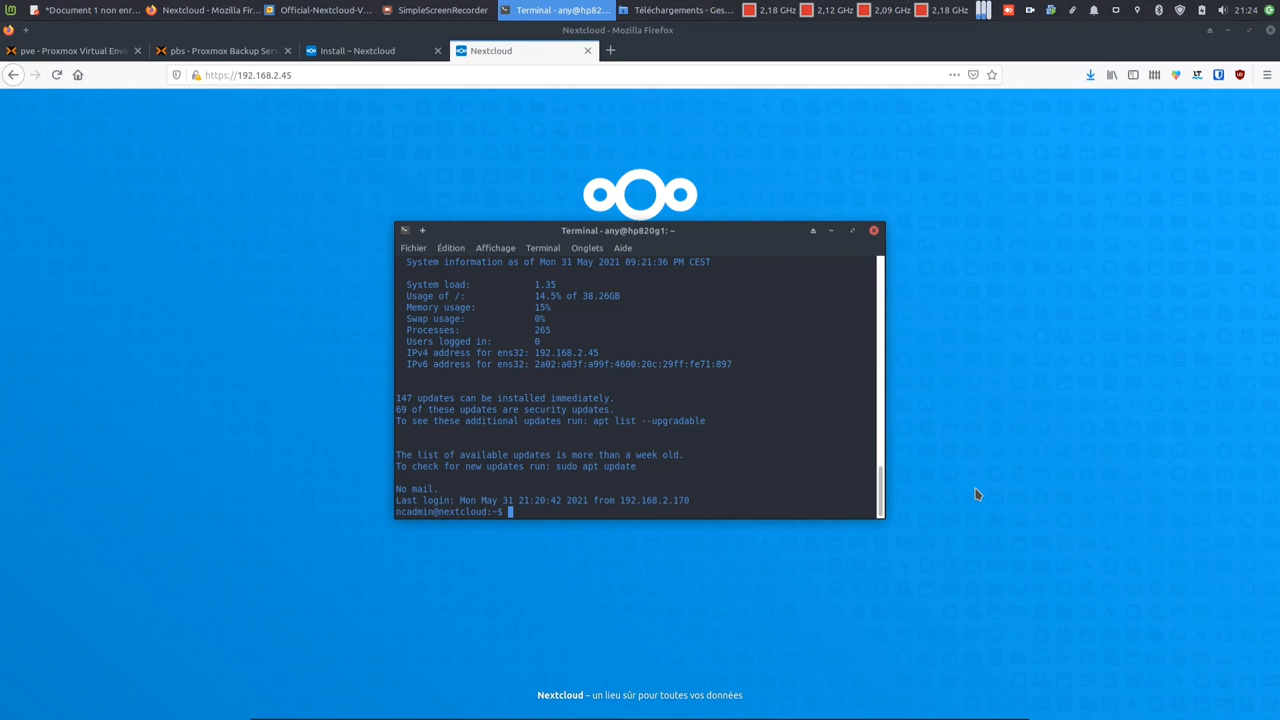 *Document 1 non enr...
Nextcloud - Mozilla Fir...
Official-Nextcloud-V...
SimpleScreenRecorder
Terminal - any@hp82...
Téléchargements - Ges...
2,18 GHz
2,12 GHz
2,09 GHz
2,18 GHz
21:24
Nextcloud - Mozilla Firefox
pve - Proxmox Virtual Envi
pbs - Proxmox Backup Serv
Install – Nextcloud
Nextcloud
https://192.168.2.45
Terminal - any@hp820g1: ~
Fichier Édition Affichage Terminal Onglets Aide
System information as of Mon 31 May 2021 09:21:36 PM CEST
System load: 1.35
Usage of /: 14.5% of 38.26GB
Memory usage: 15%
Swap usage: 0%
Processes: 265
Users logged in: 0
IPv4 address for ens32: 192.168.2.45
IPv6 address for ens32: 2a02:a03f:a99f:4600:20c:29ff:fe71:897
147 updates can be installed immediately.
69 of these updates are security updates.
To see these additional updates run: apt list --upgradable
The list of available updates is more than a week old.
To check for new updates run: sudo apt update
No mail.
Last login: Mon May 31 21:20:42 2021 from 192.168.2.170
ncadmin@nextcloud:~$
Nextcloud – un lieu sûr pour toutes vos données